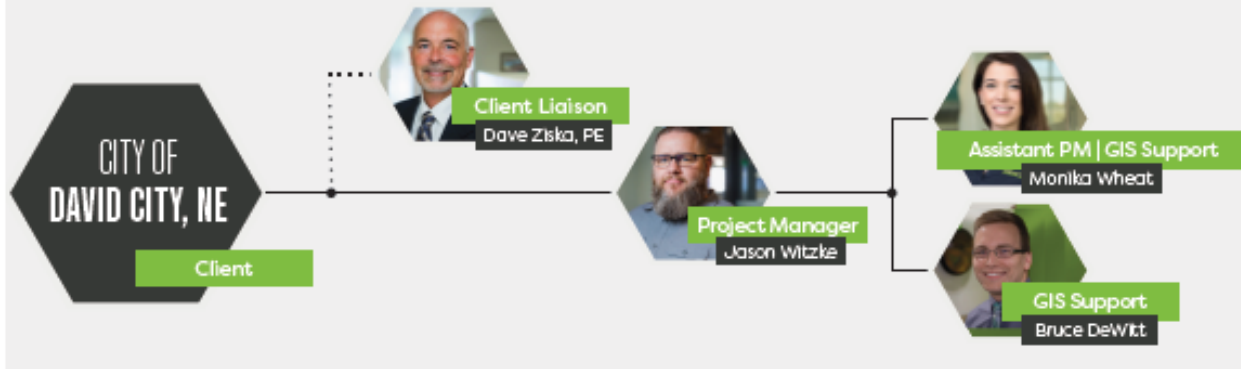 CITY OF
DAVID CITY, NE
Client
Client Liaison
Dave Ziska, PE
Project Manager
Jason Witzke
Assistant PM | GIS Support
Monika Wheat
GIS Support
Bruce DeWitt